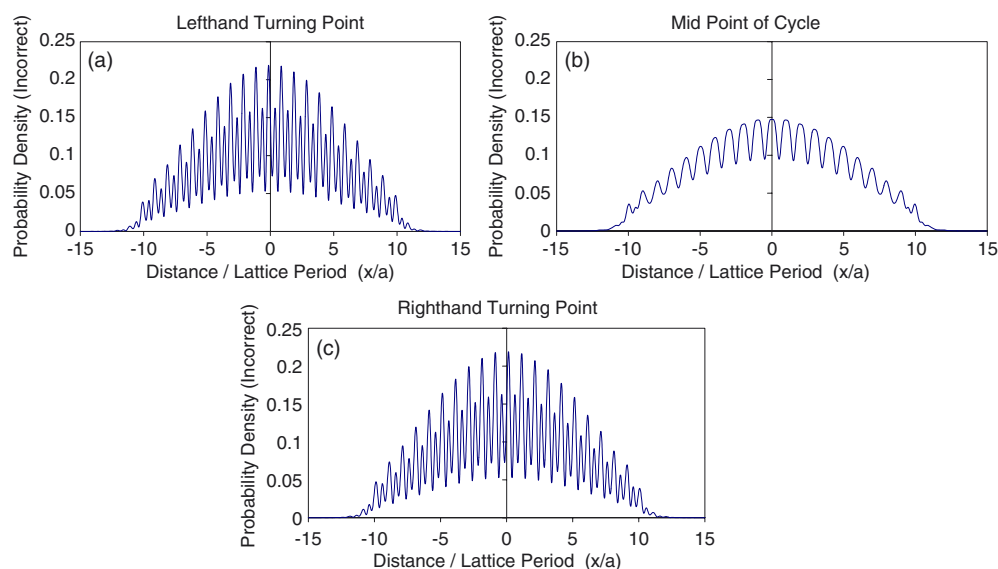 Lefthand Turning Point
Probability Density (Incorrect)
0.25
0.2
0.15
0.1
0.05
0
(a)
-15 -10 -5 0 5 10 15
Distance / Lattice Period (x/a)
Mid Point of Cycle
Probability Density (Incorrect)
0.25
0.2
0.15
0.1
0.05
0
(b)
-15 -10 -5 0 5 10 15
Distance / Lattice Period (x/a)
Righthand Turning Point
Probability Density (Incorrect)
0.25
0.2
0.15
0.1
0.05
0
(c)
-15 -10 -5 0 5 10 15
Distance / Lattice Period (x/a)